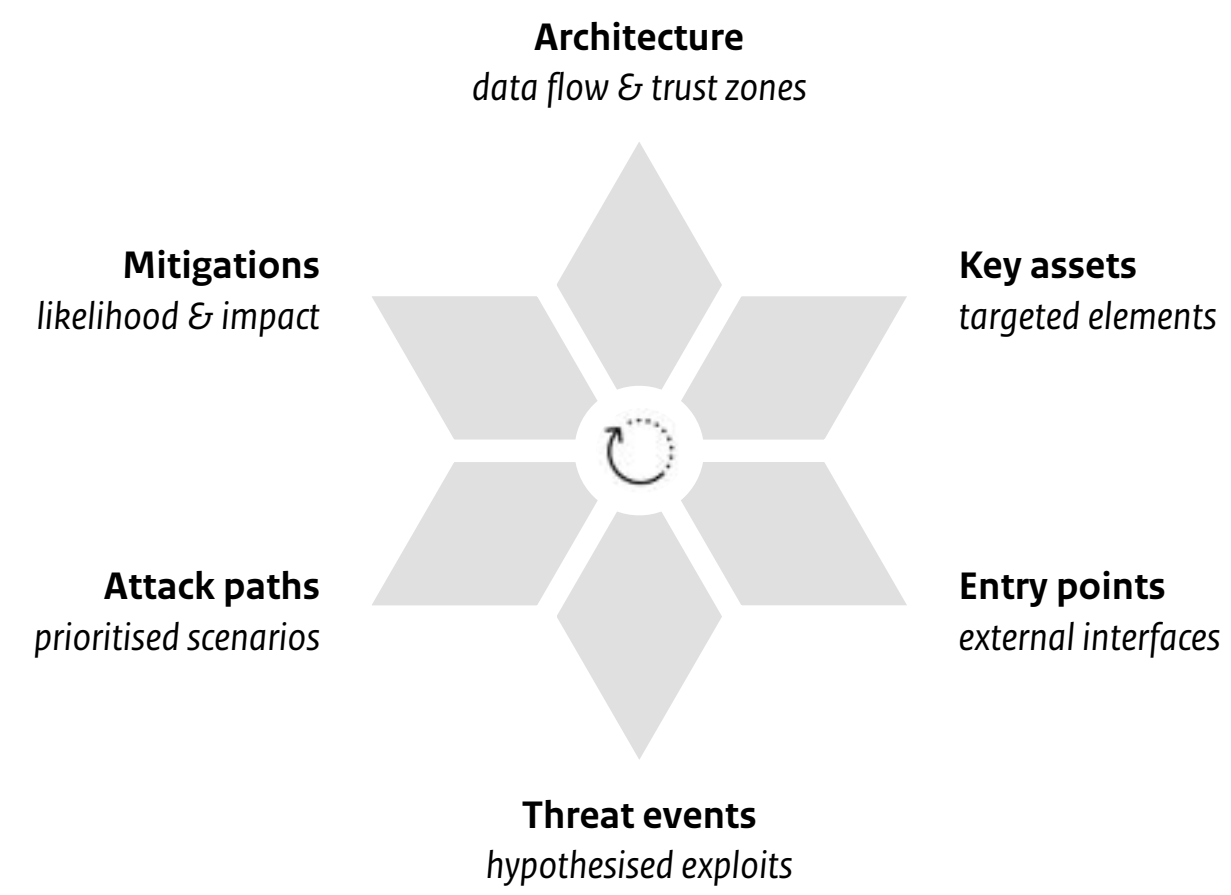 Architecture
data flow & trust zones
Mitigations
likelihood & impact
Key assets
targeted elements
Attack paths
prioritised scenarios
Entry points
external interfaces
Threat events
hypothesised exploits